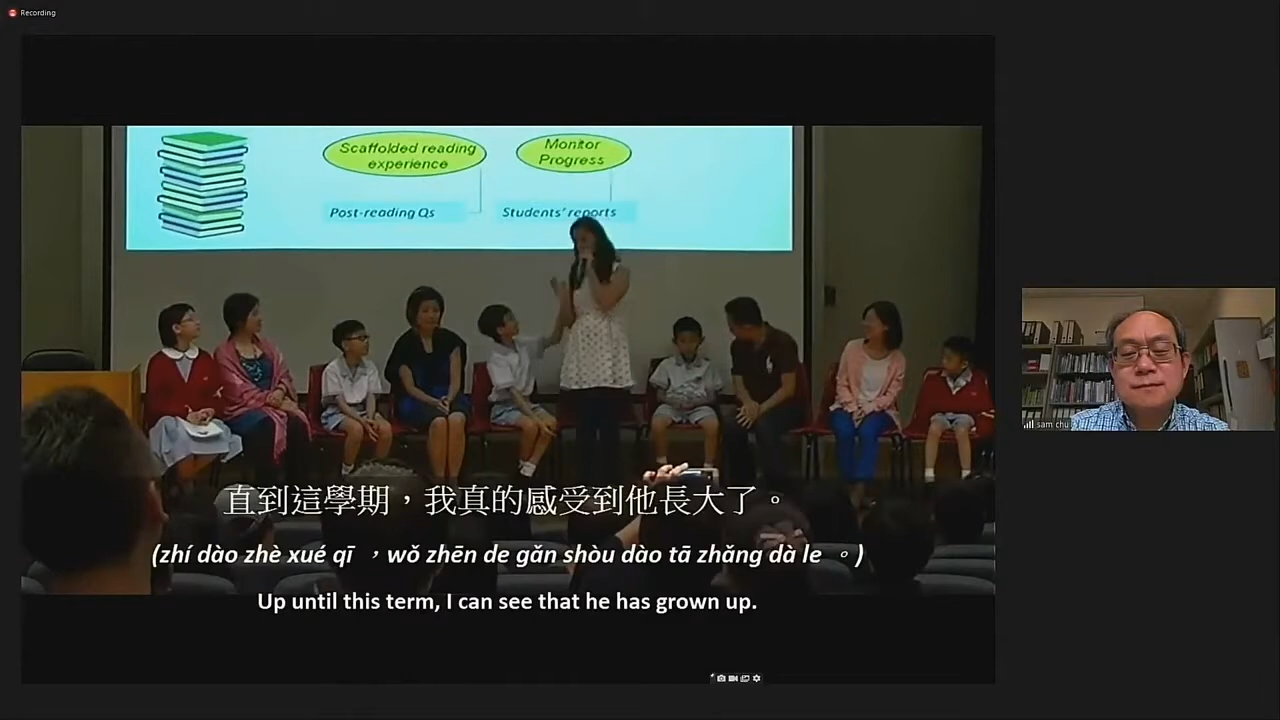 Recording
Scaffolded reading
experience
Monitor
Progress
Post-reading Qs
Students' reports
sam chu
直到這學期，我真的感受到他長大了。
(zhí dào zhè xué qī ，wǒ zhēn de gǎn shòu dào tā zhǎng dà le 。)
Up until this term, I can see that he has grown up.